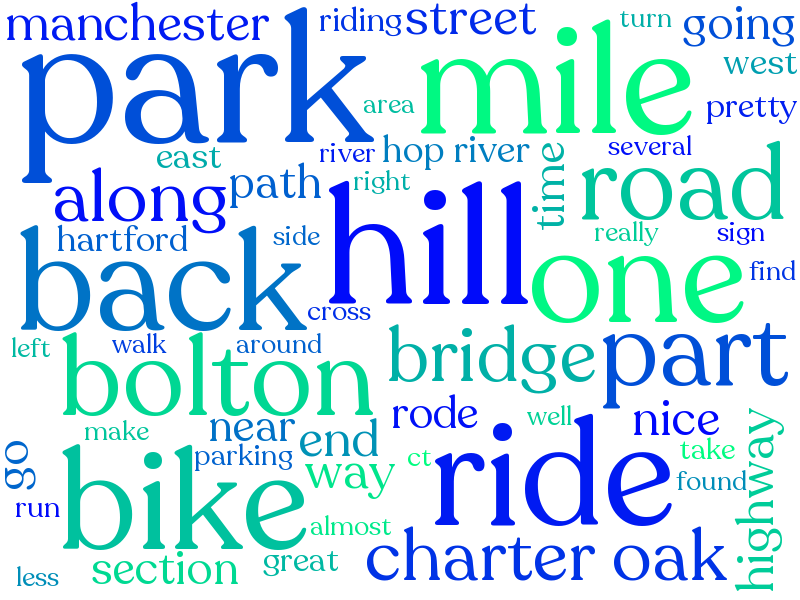 manchester
riding
street
turn
going
park
mile
west
area
pretty
east
river
hop river
several
path
right
time
road
along
hill
hartford
side
really
sign
back
one
find
cross
left
walk
around
bridge
part
bolton
rode
well
nice
make
near
end
highway
go
parking
way
ct
ride
take
bike
found
run
almost
charter oak
section
great
less